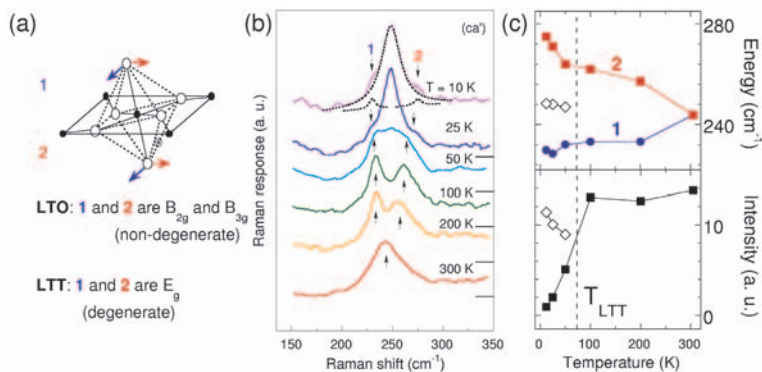 (a)
1
2
LTO: 1 and 2 are B2g and B3g
(non-degenerate)
LTT: 1 and 2 are Eg
(degenerate)
(b)
(ca')
1
2
T = 10 K
25 K
50 K
100 K
200 K
300 K
Raman response (a. u.)
150 200 250 300 350
Raman shift (cm-1)
(c)
280
240
Energy (cm-1)
2
1
10
0
Intensity (a. u.)
TLTT
0 100 200 300
Temperature (K)